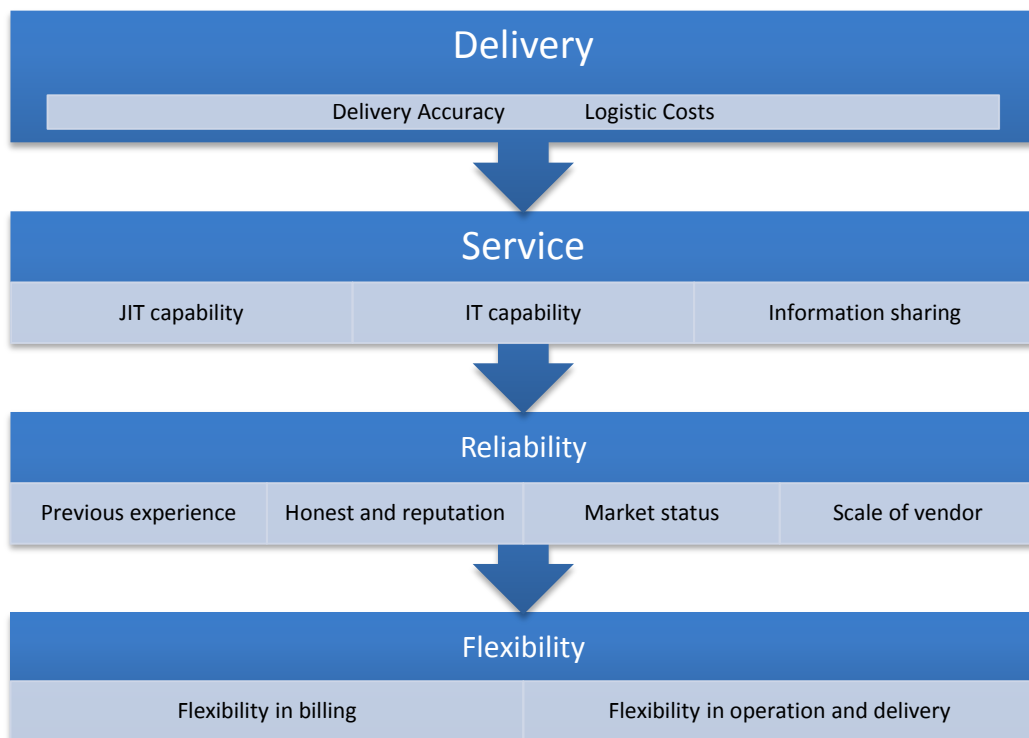 Delivery
Delivery Accuracy Logistic Costs
Service
JIT capability IT capability Information sharing
Reliability
Previous experience Honest and reputation Market status Scale of vendor
Flexibility
Flexibility in billing Flexibility in operation and delivery